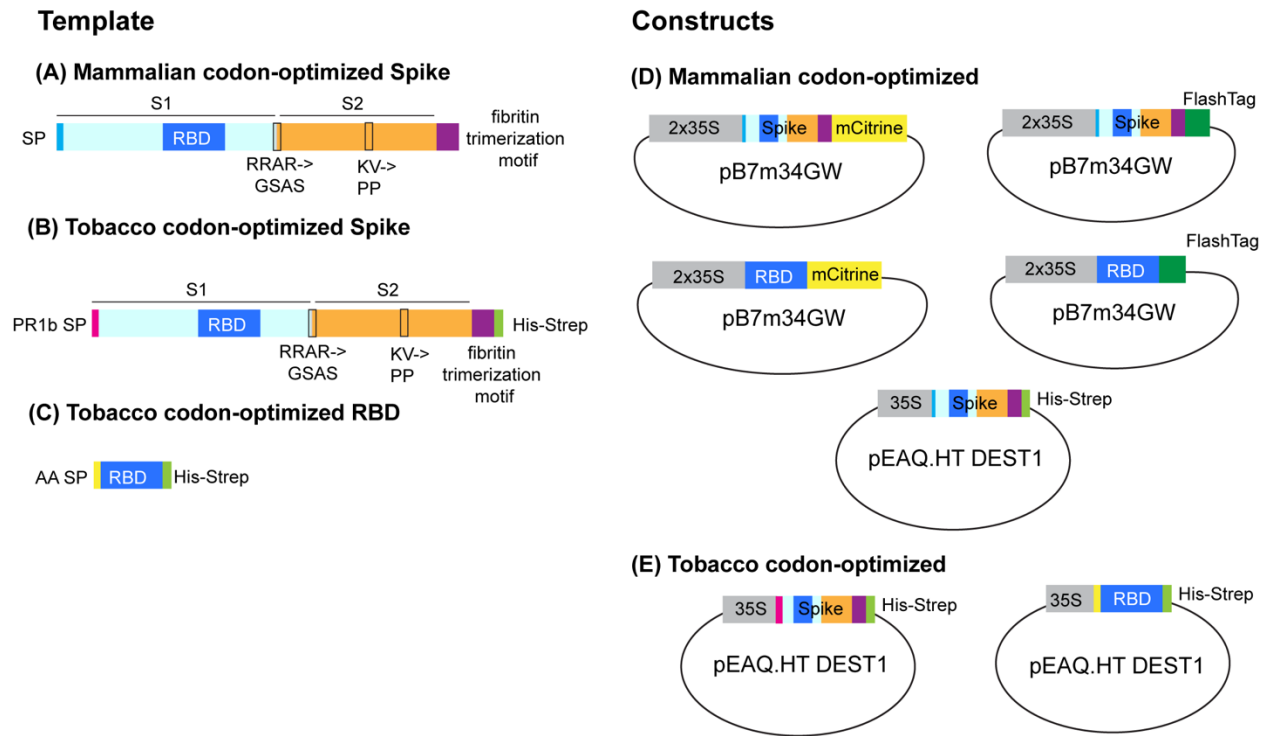 Template
(A) Mammalian codon-optimized Spike
S1
S2
SP
RBD
fibritin
trimerization
motif
RRAR->
GSAS
KV->
PP
(B) Tobacco codon-optimized Spike
S1
S2
PR1b SP
RBD
His-Strep
RRAR->
GSAS
KV->
PP
fibritin
trimerization
motif
(C) Tobacco codon-optimized RBD
AA SP
RBD
His-Strep
Constructs
(D) Mammalian codon-optimized
2x35S
Spike
mCitrine
pB7m34GW
FlashTag
2x35S
Spike
pB7m34GW
2x35S
RBD
mCitrine
pB7m34GW
FlashTag
2x35S
RBD
pB7m34GW
35S
Spike
His-Strep
pEAQ.HT DEST1
(E) Tobacco codon-optimized
35S
Spike
His-Strep
pEAQ.HT DEST1
35S
RBD
His-Strep
pEAQ.HT DEST1